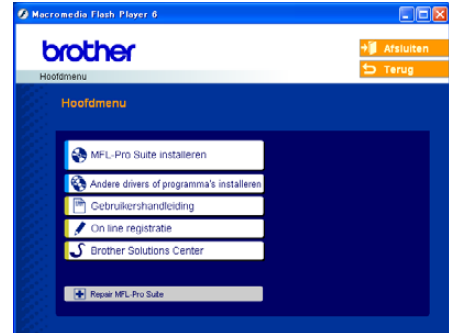 Macromedia Flash Player 6
brother
Afsluiten
Terug
Hoofdmenu
Hoofdmenu
MFL-Pro Suite installeren
Andere drivers of programma's installeren
Gebruikershandleiding
On line registratie
Brother Solutions Center
Repair MFL-Pro Suite